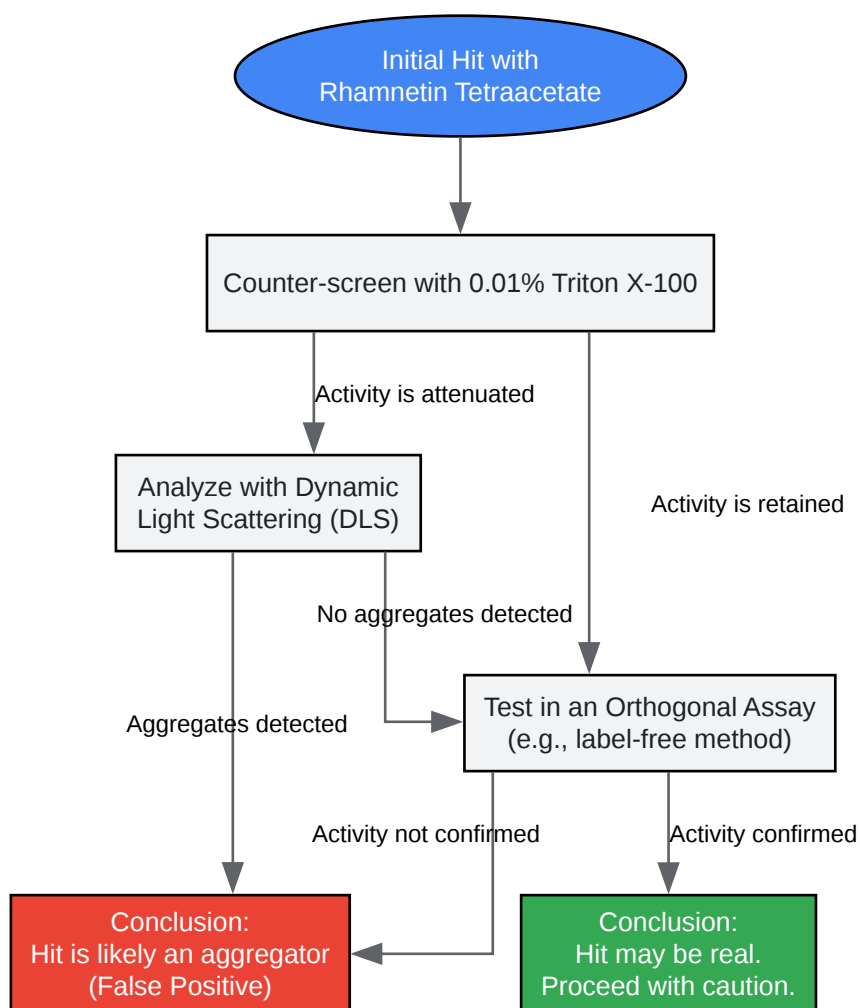 Initial Hit with
Rhamnetin Tetraacetate
Counter-screen with 0.01% Triton X-100
Activity is attenuated
Analyze with Dynamic
Light Scattering (DLS)
Activity is retained
No aggregates detected
Test in an Orthogonal Assay
(e.g., label-free method)
Aggregates detected
Activity not confirmed
Activity confirmed
Conclusion:
Hit is likely an aggregator
(False Positive)
Conclusion:
Hit may be real.
Proceed with caution.